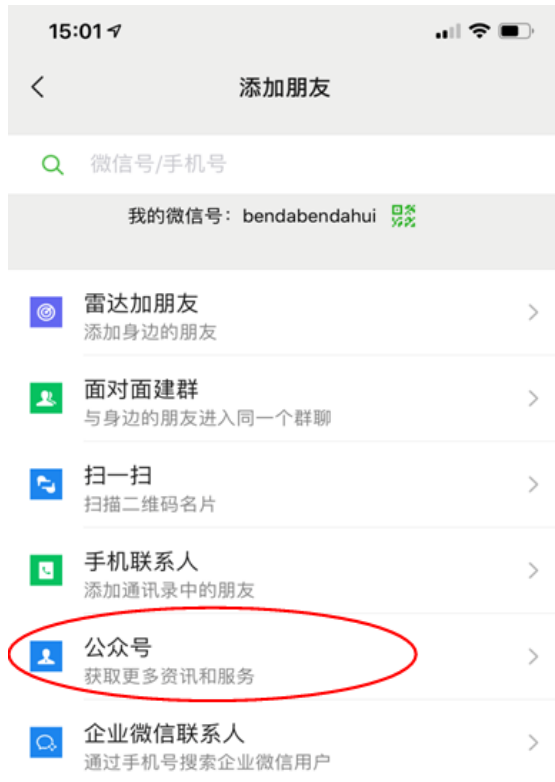 15:01
添加朋友
微信号/手机号
我的微信号：bendabendahui
雷达加朋友
添加身边的朋友
面对面建群
与身边的朋友进入同一个群聊
扫一扫
扫描二维码名片
手机联系人
添加通讯录中的朋友
公众号
获取更多资讯和服务
企业微信联系人
通过手机号搜索企业微信用户